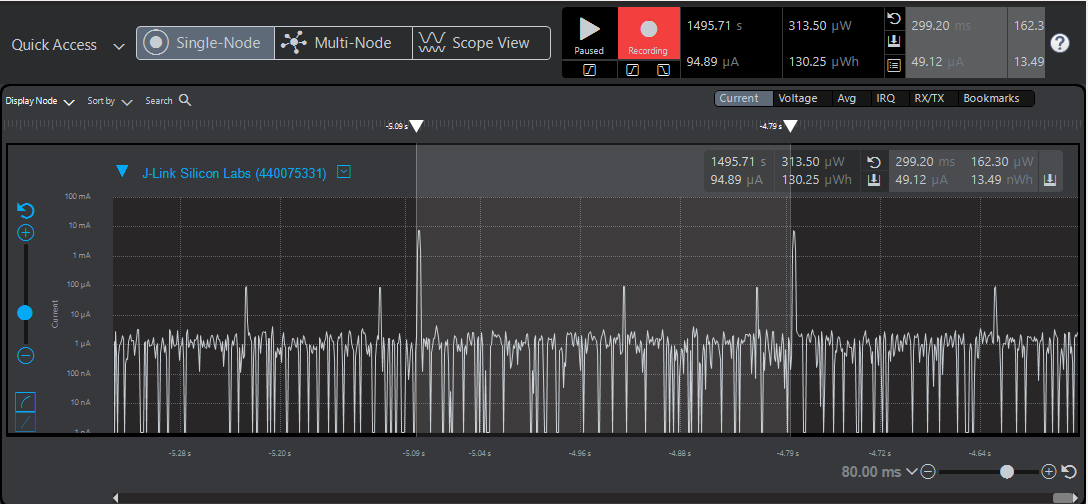 Quick Access
Single-Node
Multi-Node
Scope View
Paused
Recording
1495.71 s
313.50 µW
94.89 µA
130.25 µWh
299.20 ms
162.3
49.12 µA
13.49
?
Display Node
Sort by
Search
Current
Voltage
Avg
IRQ
RX/TX
Bookmarks
-5.09 s
-4.79 s
J-Link Silicon Labs (440075331)
1495.71 s
313.50 µW
299.20 ms
162.30 µW
94.89 µA
130.25 µWh
49.12 µA
13.49 nWh
100 mA
10 mA
1 mA
100 µA
10 µA
1 µA
100 nA
10 nA
1 nA
Current
-5.28 s
-5.20 s
-5.09 s
-5.04 s
-4.96 s
-4.88 s
-4.79 s
-4.72 s
-4.64 s
80.00 ms